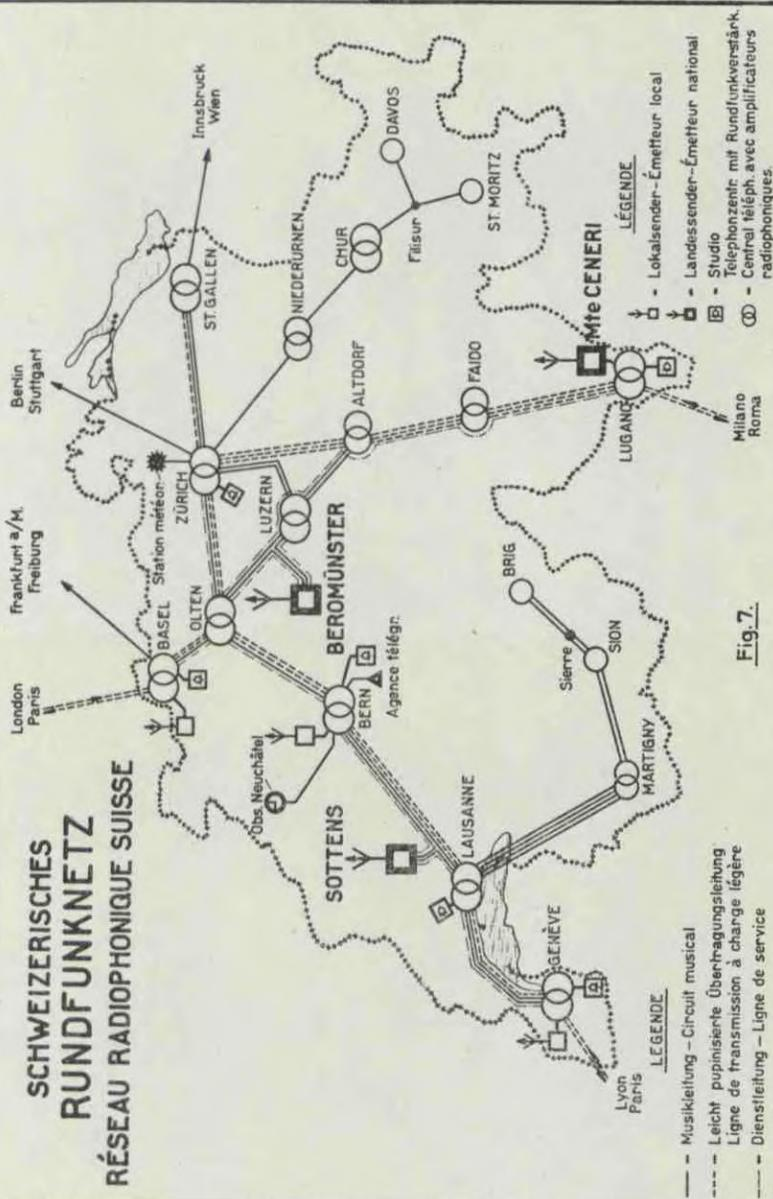 SCHWEIZERISCHES
RUNDFUNKNETZ
RÉSEAU RADIOPHONIQUE SUISSE
London
Paris
Frankfurt a/M.
Freiburg
Berlin
Stuttgart
Innsbruck
Wien
BASEL
Station météor.
ZÜRICH
ST. GALLEN
OLTEN
NIEDERURNEN
LUZERN
BEROMÜNSTER
CHUR
DAVOS
Filisur
ST. MORITZ
ALTDORF
Obs. Neuchâtel
BERN
Agence télégr.
FAIDO
SOTTENS
LAUSANNE
Mte CENERI
LUGANO
BRIG
Sierre
SION
MARTIGNY
GENÈVE
Lyon
Paris
Milano
Roma
LÉGENDE
- Lokalsender-Émetteur local
- Landessender-Émetteur national
- Studio
Telephonzentr. mit Rundfunkverstärk.
- Central téléph. avec amplificateurs
radiophoniques.
LÉGENDE
- Musikleitung - Circuit musical
- Leicht pupinisierte Übertragungsleitung
Ligne de transmission à charge légère
- Dienstleitung - Ligne de service
Fig. 7.